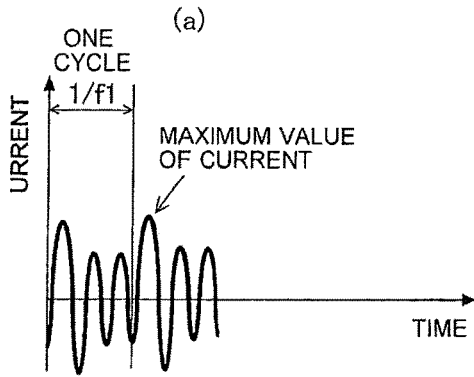 (a)
ONE
CYCLE
1/f1
MAXIMUM VALUE
OF CURRENT
URRENT
TIME